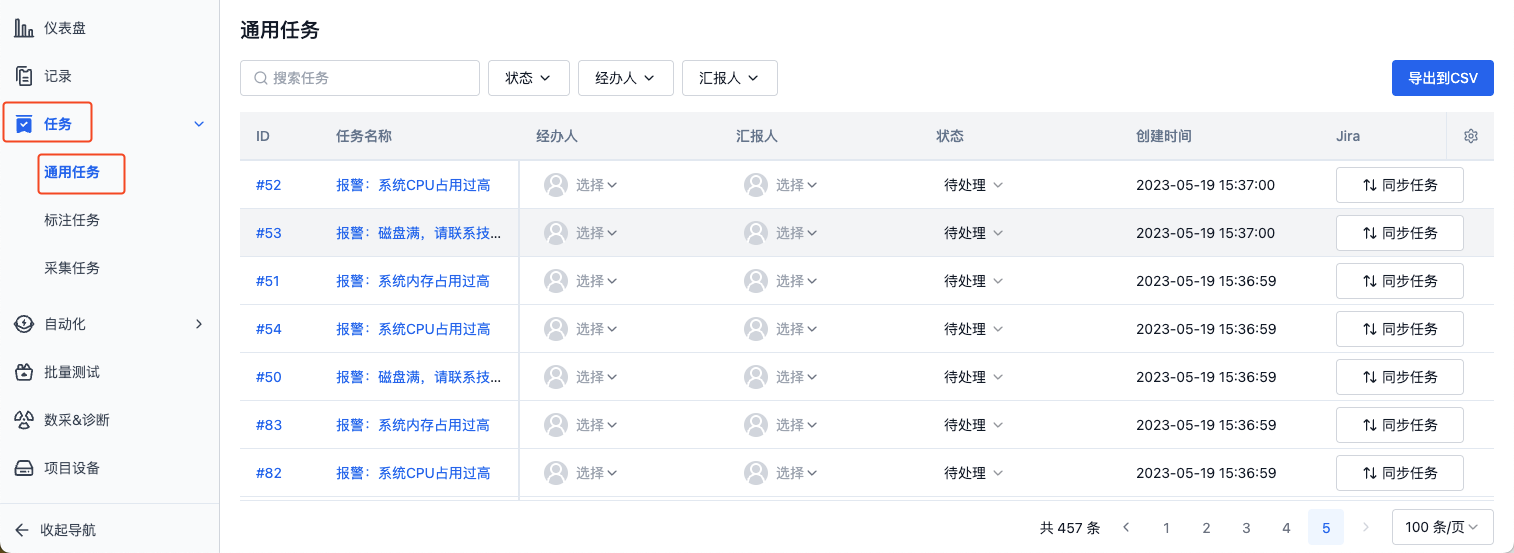 仪表盘
记录
任务
通用任务
标注任务
采集任务
自动化
批量测试
数采&诊断
项目设备
收起导航
通用任务
搜索任务 状态 经办人 汇报人 导出到CSV
ID 任务名称 经办人 汇报人 状态 创建时间 Jira
#52 报警：系统CPU占用过高 选择 选择 待处理 2023-05-19 15:37:00 同步任务
#53 报警：磁盘满，请联系技... 选择 选择 待处理 2023-05-19 15:37:00 同步任务
#51 报警：系统内存占用过高 选择 选择 待处理 2023-05-19 15:36:59 同步任务
#54 报警：系统CPU占用过高 选择 选择 待处理 2023-05-19 15:36:59 同步任务
#50 报警：磁盘满，请联系技... 选择 选择 待处理 2023-05-19 15:36:59 同步任务
#83 报警：系统内存占用过高 选择 选择 待处理 2023-05-19 15:36:59 同步任务
#82 报警：系统CPU占用过高 选择 选择 待处理 2023-05-19 15:36:59 同步任务
共 457 条 1 2 3 4 5 100 条/页